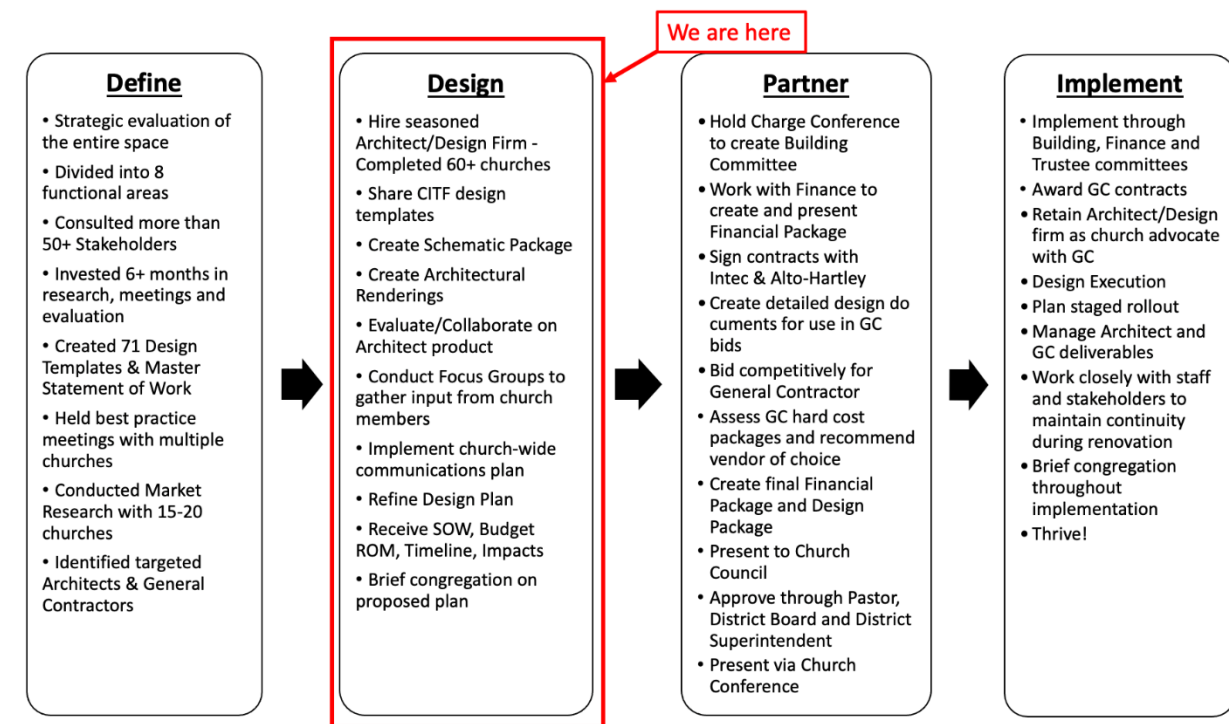 We are here
Define
• Strategic evaluation of
the entire space
• Divided into 8
functional areas
• Consulted more than
50+ Stakeholders
• Invested 6+ months in
research, meetings and
evaluation
• Created 71 Design
Templates & Master
Statement of Work
• Held best practice
meetings with multiple
churches
• Conducted Market
Research with 15-20
churches
• Identified targeted
Architects & General
Contractors
Design
• Hire seasoned
Architect/Design Firm -
Completed 60+ churches
• Share CITF design
templates
• Create Schematic Package
• Create Architectural
Renderings
• Evaluate/Collaborate on
Architect product
• Conduct Focus Groups to
gather input from church
members
• Implement church-wide
communications plan
• Refine Design Plan
• Receive SOW, Budget
ROM, Timeline, Impacts
• Brief congregation on
proposed plan
Partner
• Hold Charge Conference
to create Building
Committee
• Work with Finance to
create and present
Financial Package
• Sign contracts with
Intec & Alto-Hartley
• Create detailed design do
cuments for use in GC
bids
• Bid competitively for
General Contractor
• Assess GC hard cost
packages and recommend
vendor of choice
• Create final Financial
Package and Design
Package
• Present to Church
Council
• Approve through Pastor,
District Board and District
Superintendent
• Present via Church
Conference
Implement
• Implement through
Building, Finance and
Trustee committees
• Award GC contracts
• Retain Architect/Design
firm as church advocate
with GC
• Design Execution
• Plan staged rollout
• Manage Architect and
GC deliverables
• Work closely with staff
and stakeholders to
maintain continuity
during renovation
• Brief congregation
throughout
implementation
• Thrive!